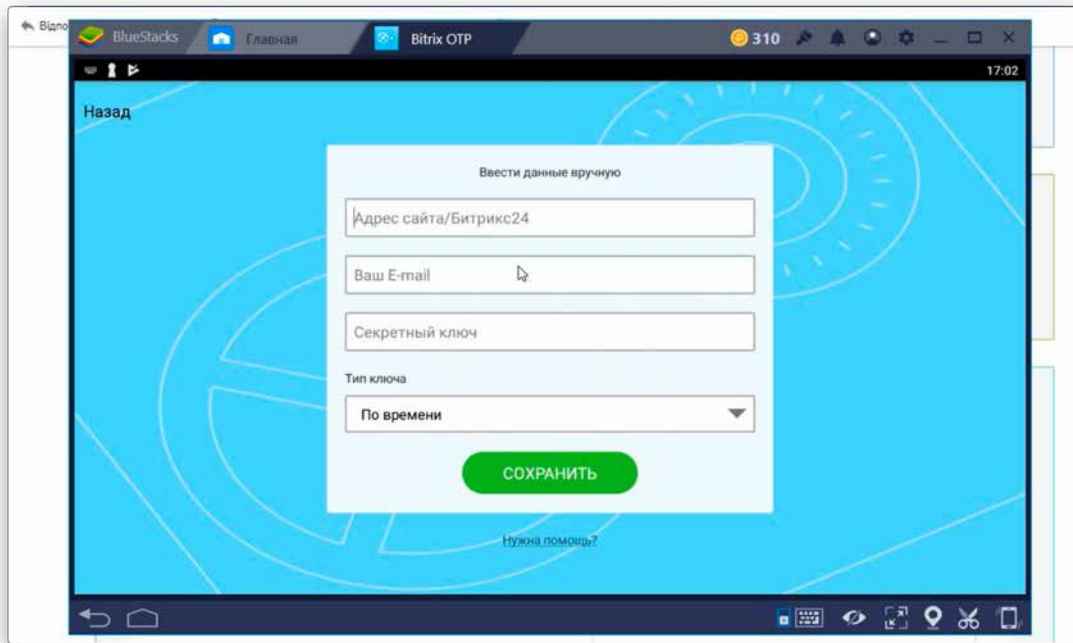 Відпо
BlueStacks
Главная
Bitrix OTP
310
17:02
Назад
Ввести данные вручную
Адрес сайта/Битрикс24
Ваш E-mail
Секретный ключ
Тип ключа
По времени
СОХРАНИТЬ
Нужна помощь?